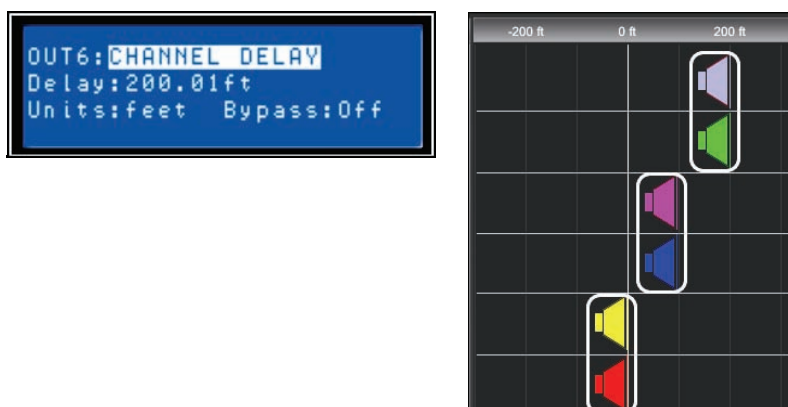 OUT6:CHANNEL DELAY
Delay:200.01ft
Units:feet Bypass:Off
-200 ft 0 ft 200 ft